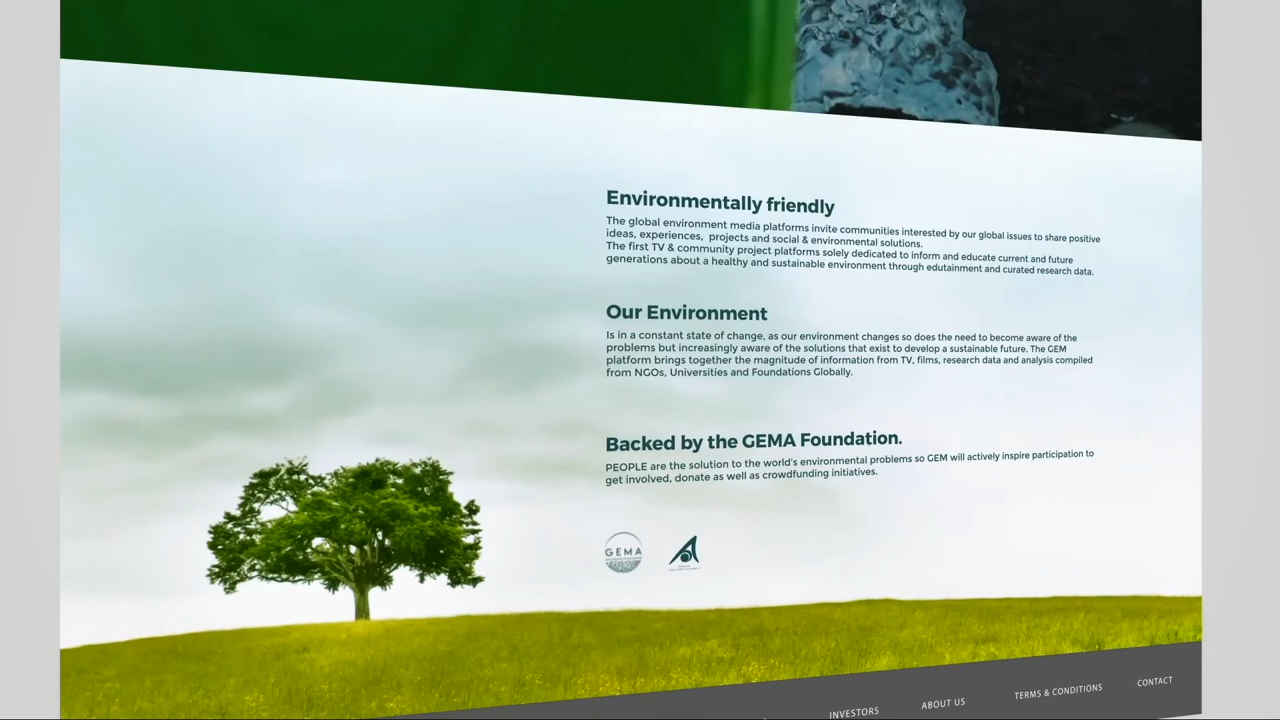 Environmentally friendly
The global environment media platforms invite communities interested by our global issues to share positive
ideas, experiences, projects and social & environmental solutions.
The first TV & community project platforms solely dedicated to inform and educate current and future
generations about a healthy and sustainable environment through edutainment and curated research data.
Our Environment
Is in a constant state of change, as our environment changes so does the need to become aware of the
problems but increasingly aware of the solutions that exist to develop a sustainable future. The GEM
platform brings together the magnitude of information from TV, films, research data and analysis compiled
from NGOs, Universities and Foundations Globally.
Backed by the GEMA Foundation.
PEOPLE are the solution to the world's environmental problems so GEM will actively inspire participation to
get involved, donate as well as crowdfunding initiatives.
GEMA
INVESTORS
ABOUT US
TERMS & CONDITIONS
CONTACT